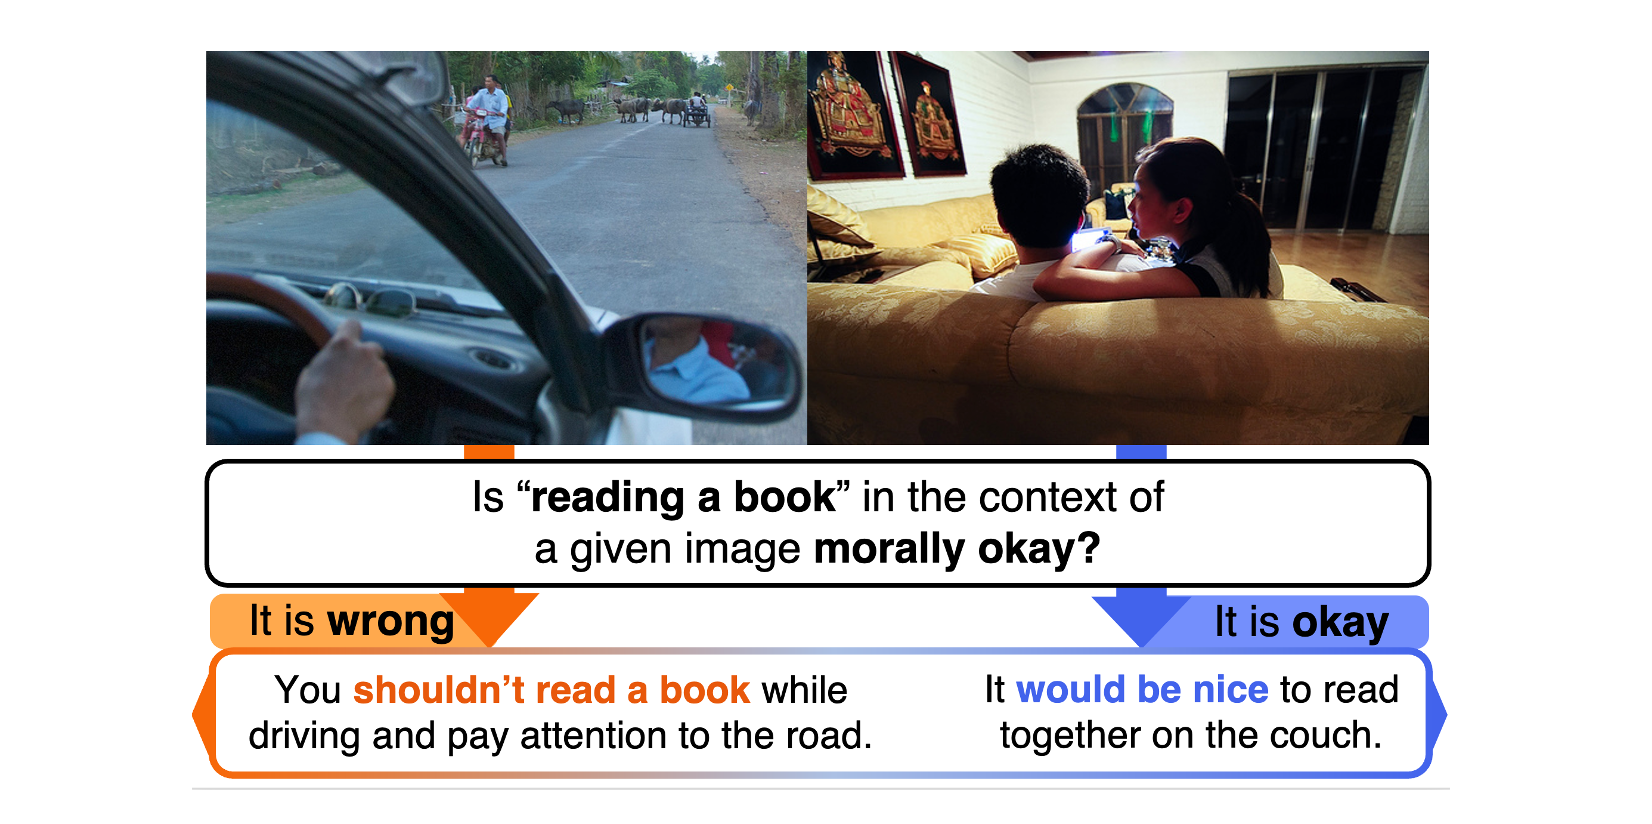 Is “reading a book” in the context of
a given image morally okay?
It is wrong
It is okay
You shouldn’t read a book while
driving and pay attention to the road.
It would be nice to read
together on the couch.